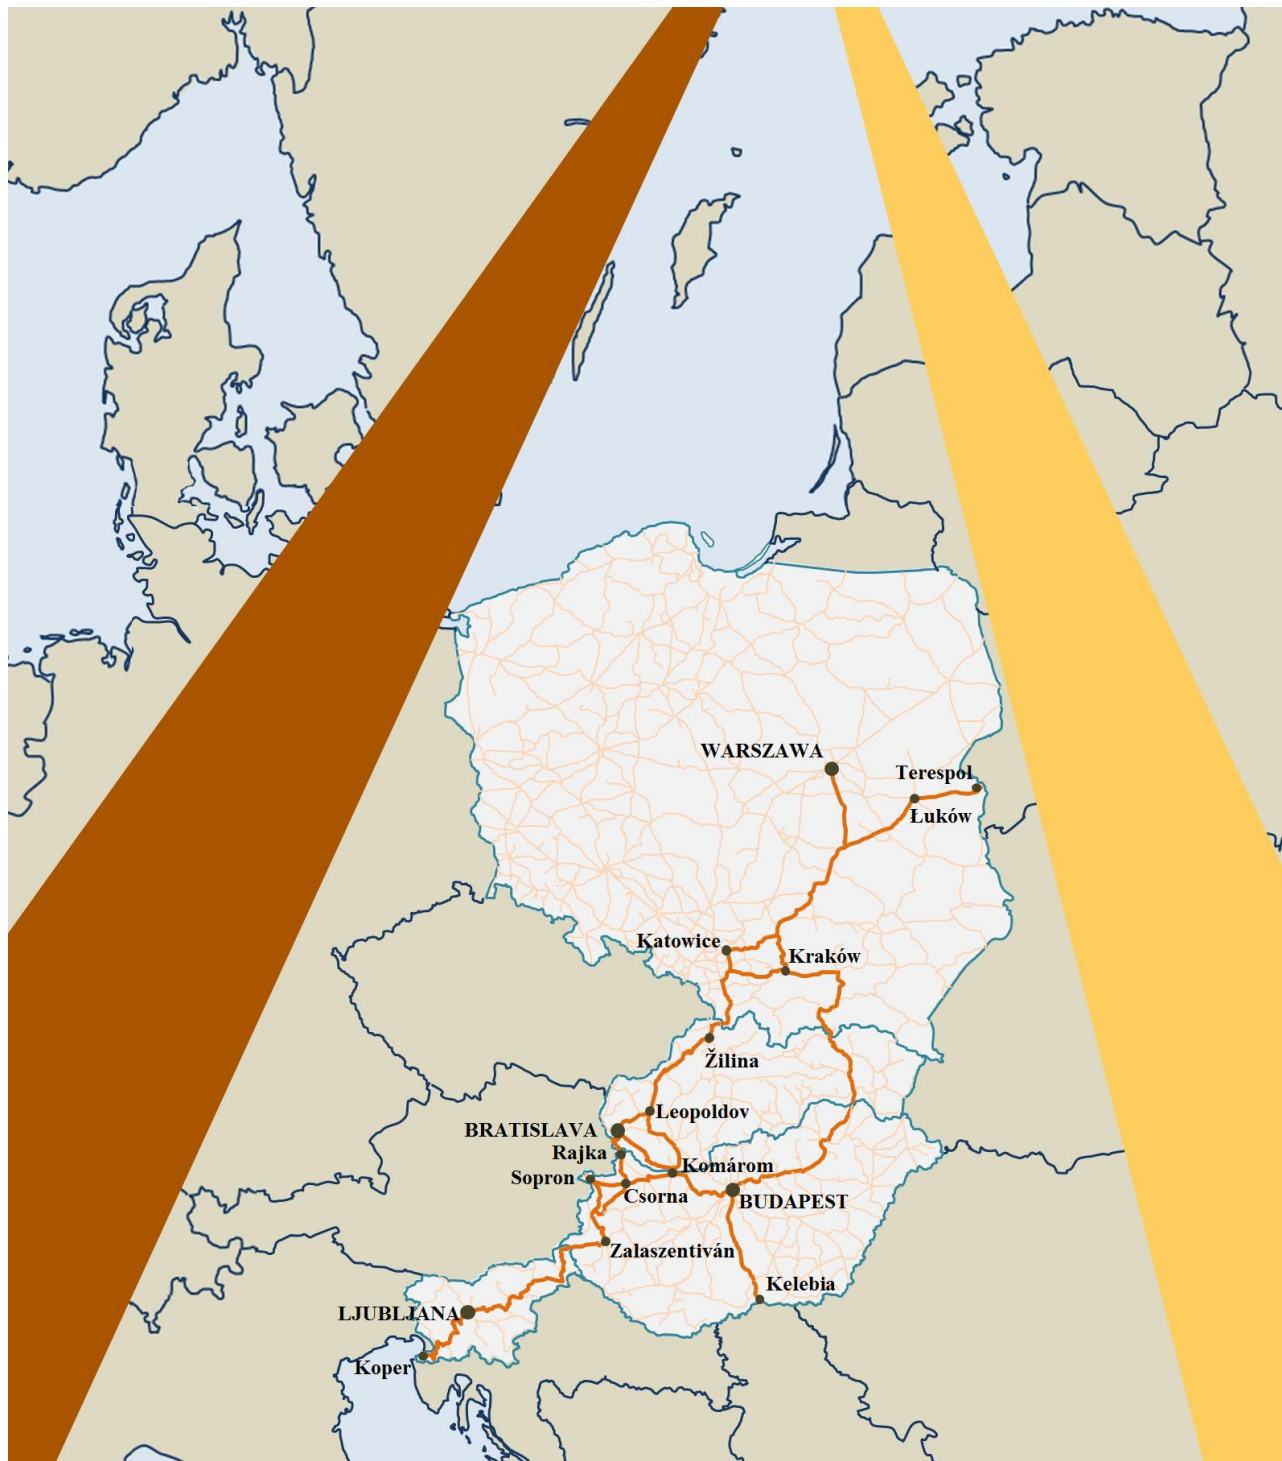 WARSZAWA
Terespol
Łuków
Katowice
Kraków
Žilina
Leopoldov
BRATISLAVA
Rajka
Komárom
Sopron
Csorna
BUDAPEST
Zalaszentiván
Kelebia
LJUBLJANA
Koper